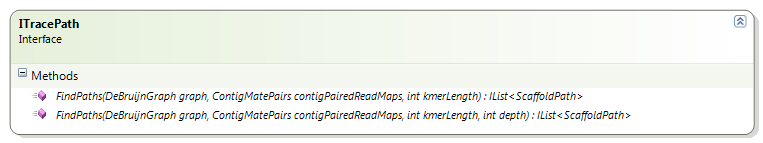 ITracePath
Interface
Methods
FindPaths(DeBruijnGraph graph, ContigMatePairs contigPairedReadMaps, int kmerLength) : IList<ScaffoldPath>
FindPaths(DeBruijnGraph graph, ContigMatePairs contigPairedReadMaps, int kmerLength, int depth) : IList<ScaffoldPath>